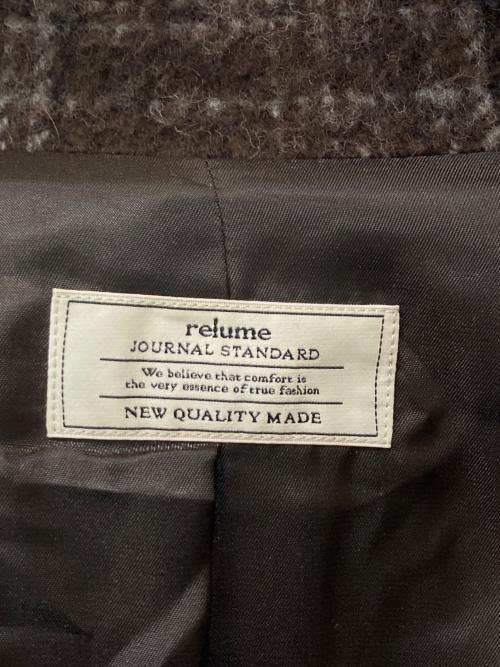 relume
JOURNAL STANDARD
We believe that comfort is
the very essence of true fashion
NEW QUALITY MADE